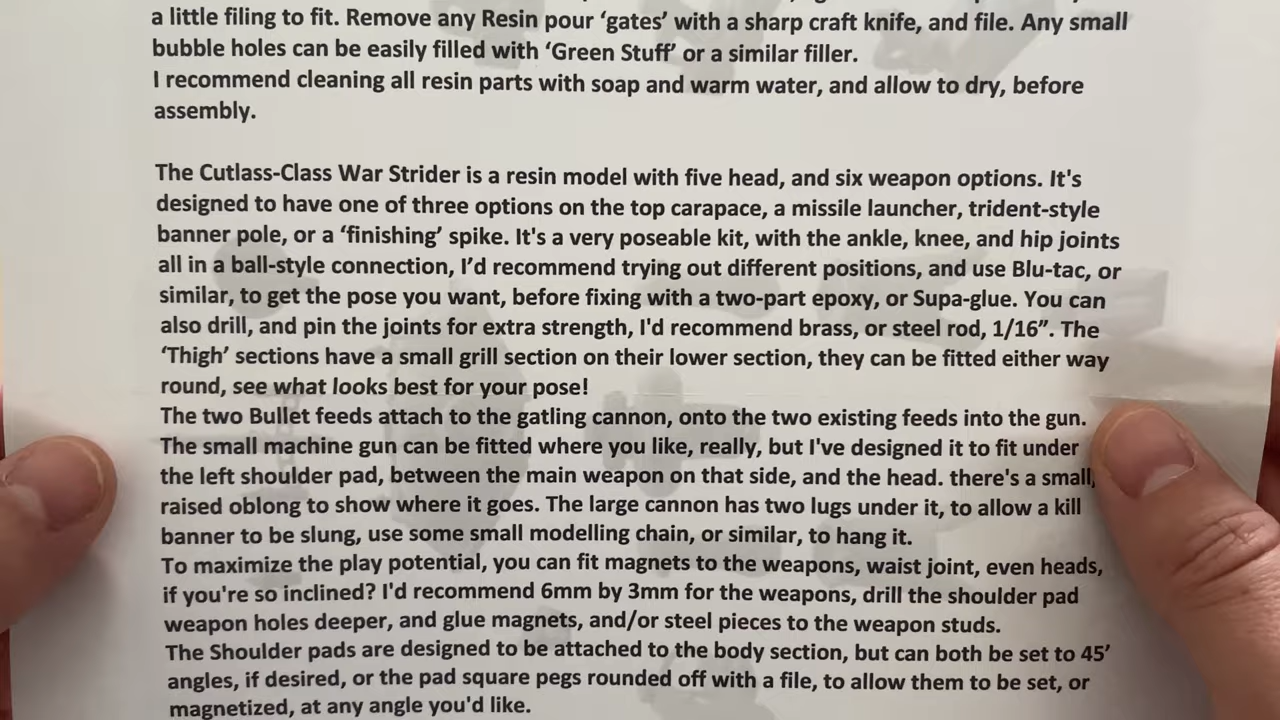 a little filing to fit. Remove any Resin pour ‘gates’ with a sharp craft knife, and file. Any small
bubble holes can be easily filled with ‘Green Stuff’ or a similar filler.
I recommend cleaning all resin parts with soap and warm water, and allow to dry, before
assembly.
The Cutlass-Class War Strider is a resin model with five head, and six weapon options. It's
designed to have one of three options on the top carapace, a missile launcher, trident-style
banner pole, or a ‘finishing’ spike. It's a very poseable kit, with the ankle, knee, and hip joints
all in a ball-style connection, I’d recommend trying out different positions, and use Blu-tac, or
similar, to get the pose you want, before fixing with a two-part epoxy, or Supa-glue. You can
also drill, and pin the joints for extra strength, I'd recommend brass, or steel rod, 1/16”. The
‘Thigh’ sections have a small grill section on their lower section, they can be fitted either way
round, see what looks best for your pose!
The two Bullet feeds attach to the gatling cannon, onto the two existing feeds into the gun.
The small machine gun can be fitted where you like, really, but I've designed it to fit under
the left shoulder pad, between the main weapon on that side, and the head. there's a small,
raised oblong to show where it goes. The large cannon has two lugs under it, to allow a kill
banner to be slung, use some small modelling chain, or similar, to hang it.
To maximize the play potential, you can fit magnets to the weapons, waist joint, even heads,
if you're so inclined? I'd recommend 6mm by 3mm for the weapons, drill the shoulder pad
weapon holes deeper, and glue magnets, and/or steel pieces to the weapon studs.
The Shoulder pads are designed to be attached to the body section, but can both be set to 45’
angles, if desired, or the pad square pegs rounded off with a file, to allow them to be set, or
magnetized, at any angle you'd like.